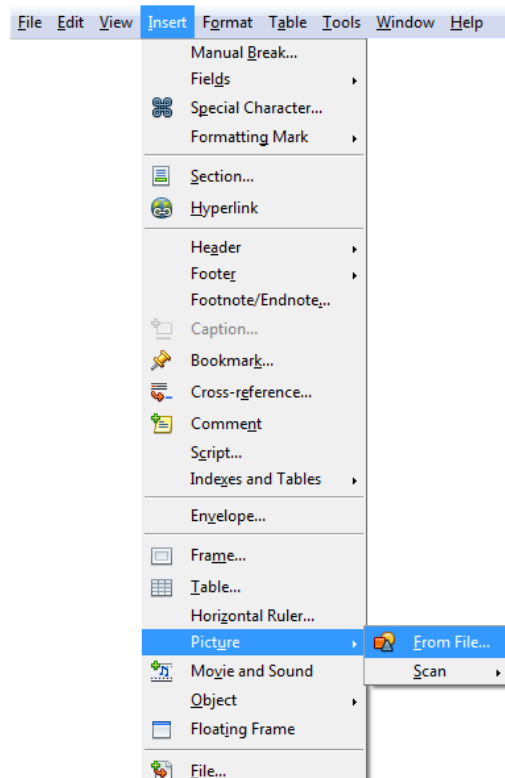 File Edit View Insert Format Table Tools Window Help
Manual Break...
Fields
Special Character...
Formatting Mark
Section...
Hyperlink
Header
Footer
Footnote/Endnote...
Caption...
Bookmark...
Cross-reference...
Comment
Script...
Indexes and Tables
Envelope...
Frame...
Table...
Horizontal Ruler...
Picture From File...
Movie and Sound Scan
Object
Floating Frame
File...